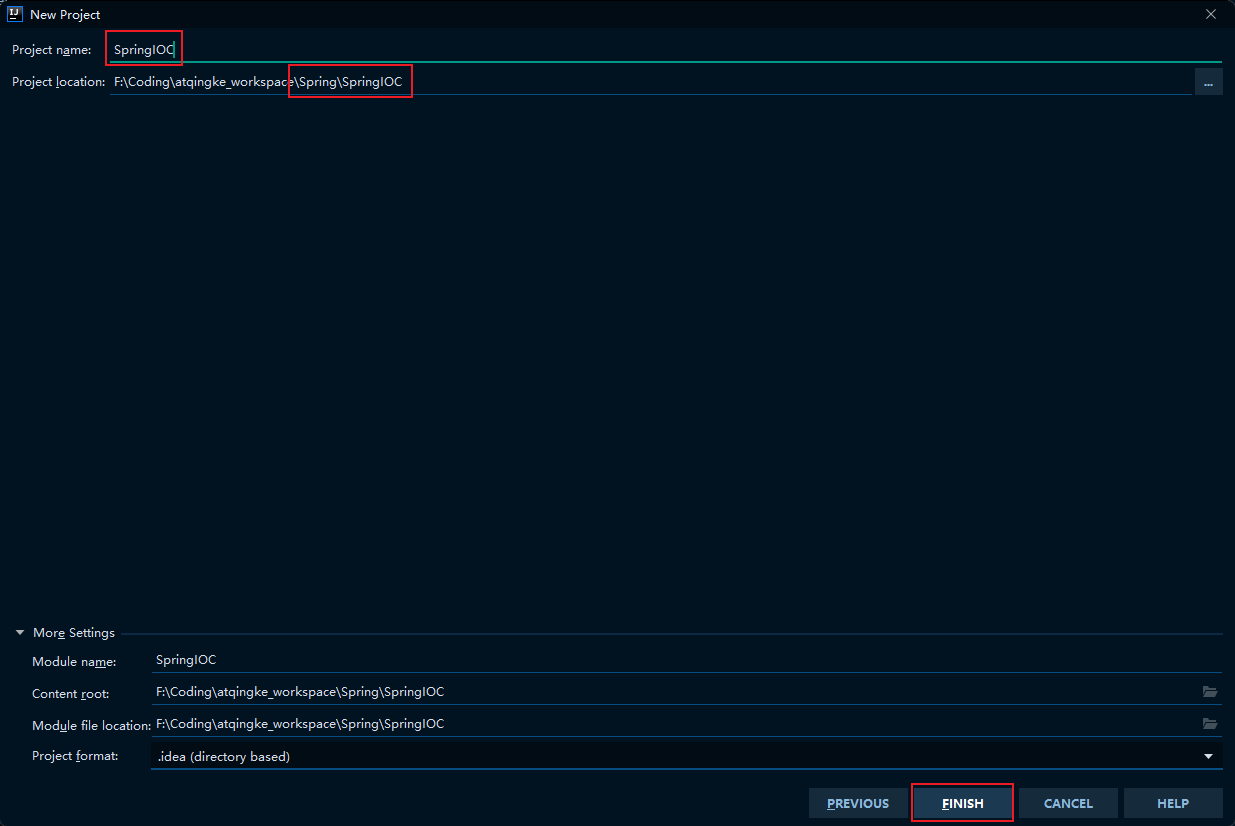 IJ New Project
Project name: SpringIOC
Project location: F:\Coding\atqingke_workspace\Spring\SpringIOC ...
More Settings
Module name: SpringIOC
Content root: F:\Coding\atqingke_workspace\Spring\SpringIOC
Module file location: F:\Coding\atqingke_workspace\Spring\SpringIOC
Project format: .idea (directory based)
PREVIOUS FINISH CANCEL HELP